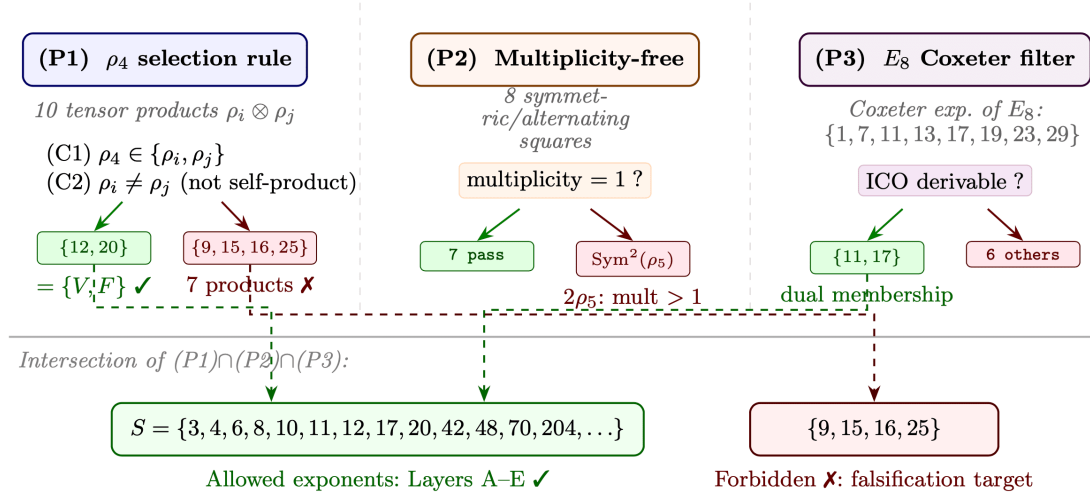 (P1) ρ₄ selection rule
10 tensor products ρᵢ ⊗ ρⱼ
(C1) ρ₄ ∈ {ρᵢ, ρⱼ}
(C2) ρᵢ ≠ ρⱼ (not self-product)
{12, 20}
{9, 15, 16, 25}
= {V, F} ✓
7 products ✗
(P2) Multiplicity-free
8 symmet-
ric/alternating
squares
multiplicity = 1 ?
7 pass
Sym²(ρ₅)
2ρ₅: mult > 1
(P3) E₈ Coxeter filter
Coxeter exp. of E₈:
{1, 7, 11, 13, 17, 19, 23, 29}
ICO derivable ?
{11, 17}
6 others
dual membership
Intersection of (P1)∩(P2)∩(P3):
S = {3, 4, 6, 8, 10, 11, 12, 17, 20, 42, 48, 70, 204, …}
{9, 15, 16, 25}
Allowed exponents: Layers A–E ✓
Forbidden ✗: falsification target